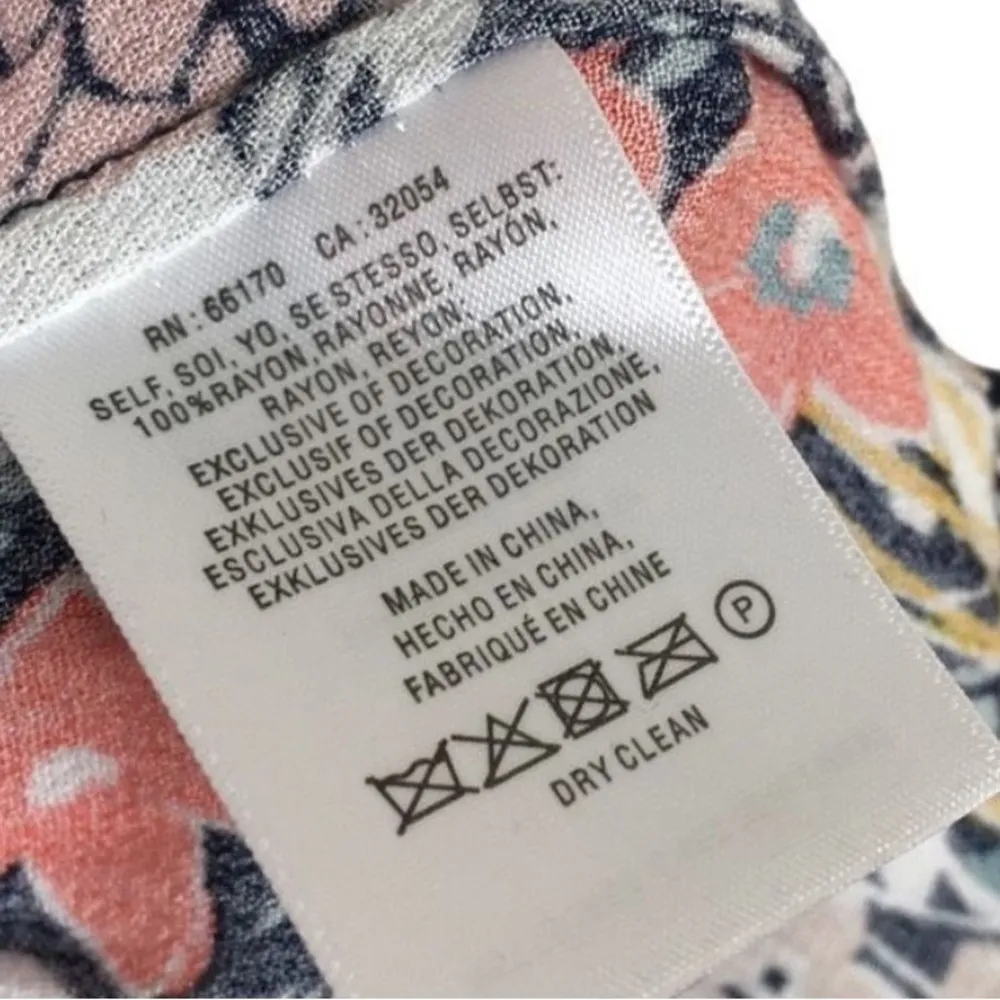 RN : 66170 CA : 32054
SELF, SOI, YO, SE STESSO, SELBST:
100%RAYON,RAYONNE, RAYÓN,
RAYON, REYON;
EXCLUSIVE OF DECORATION,
EXCLUSIF OF DECORATION,
EXKLUSIVES DER DEKORATION,
ESCLUSIVA DELLA DECORAZIONE,
EXKLUSIVES DER DEKORATION
MADE IN CHINA,
HECHO EN CHINA,
FABRIQUÉ EN CHINE
P
DRY CLEAN